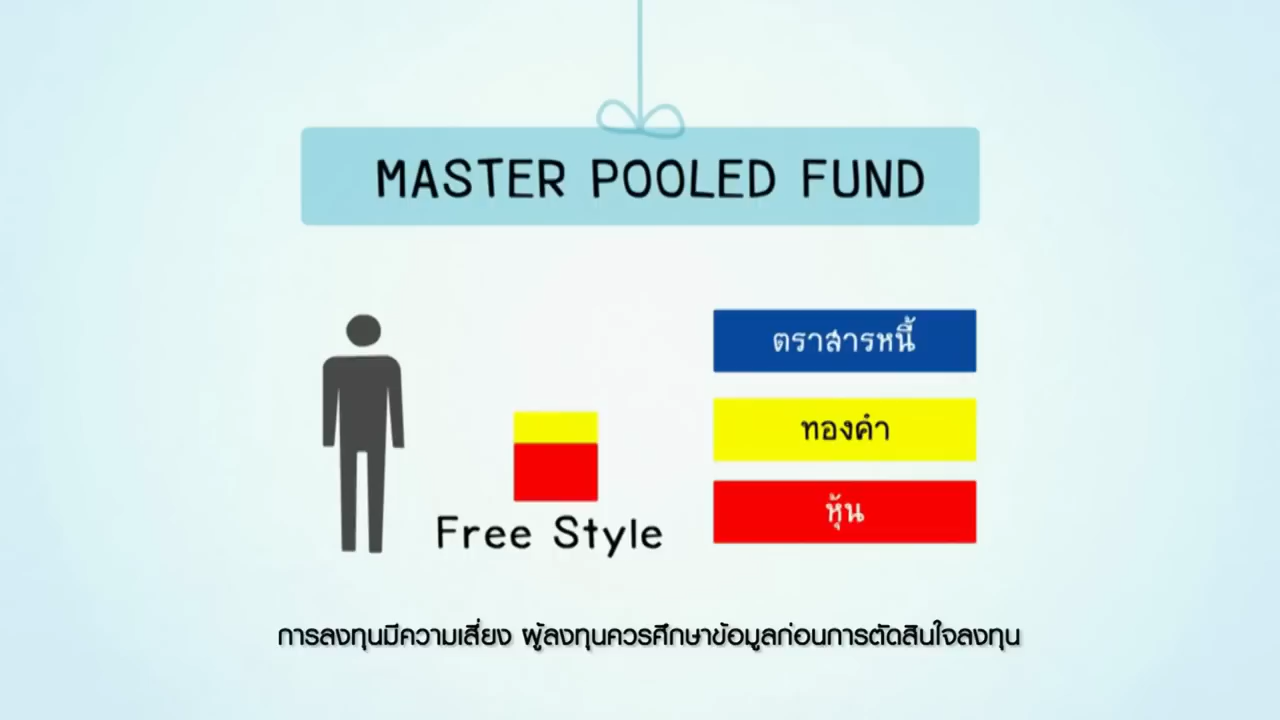 MASTER POOLED FUND
ตราสารหนี้
ทองคำ
หุ้น
Free Style
การลงทุนมีความเสี่ยง ผู้ลงทุนควรศึกษาข้อมูลก่อนการตัดสินใจลงทุน